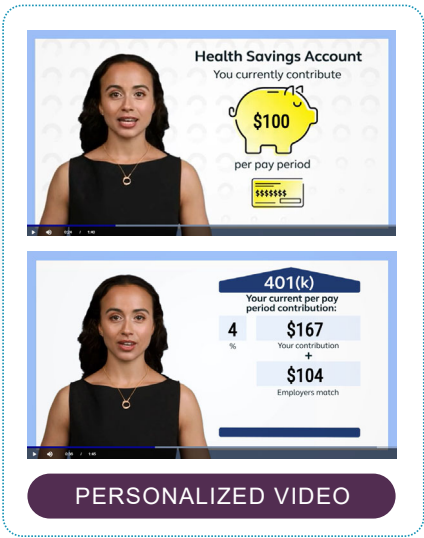 Health Savings Account
You currently contribute
$100
per pay period
$$$$$$$
401(k)
Your current per pay
period contribution:
4
$167
%
Your contribution
+
$104
Employers match
PERSONALIZED VIDEO